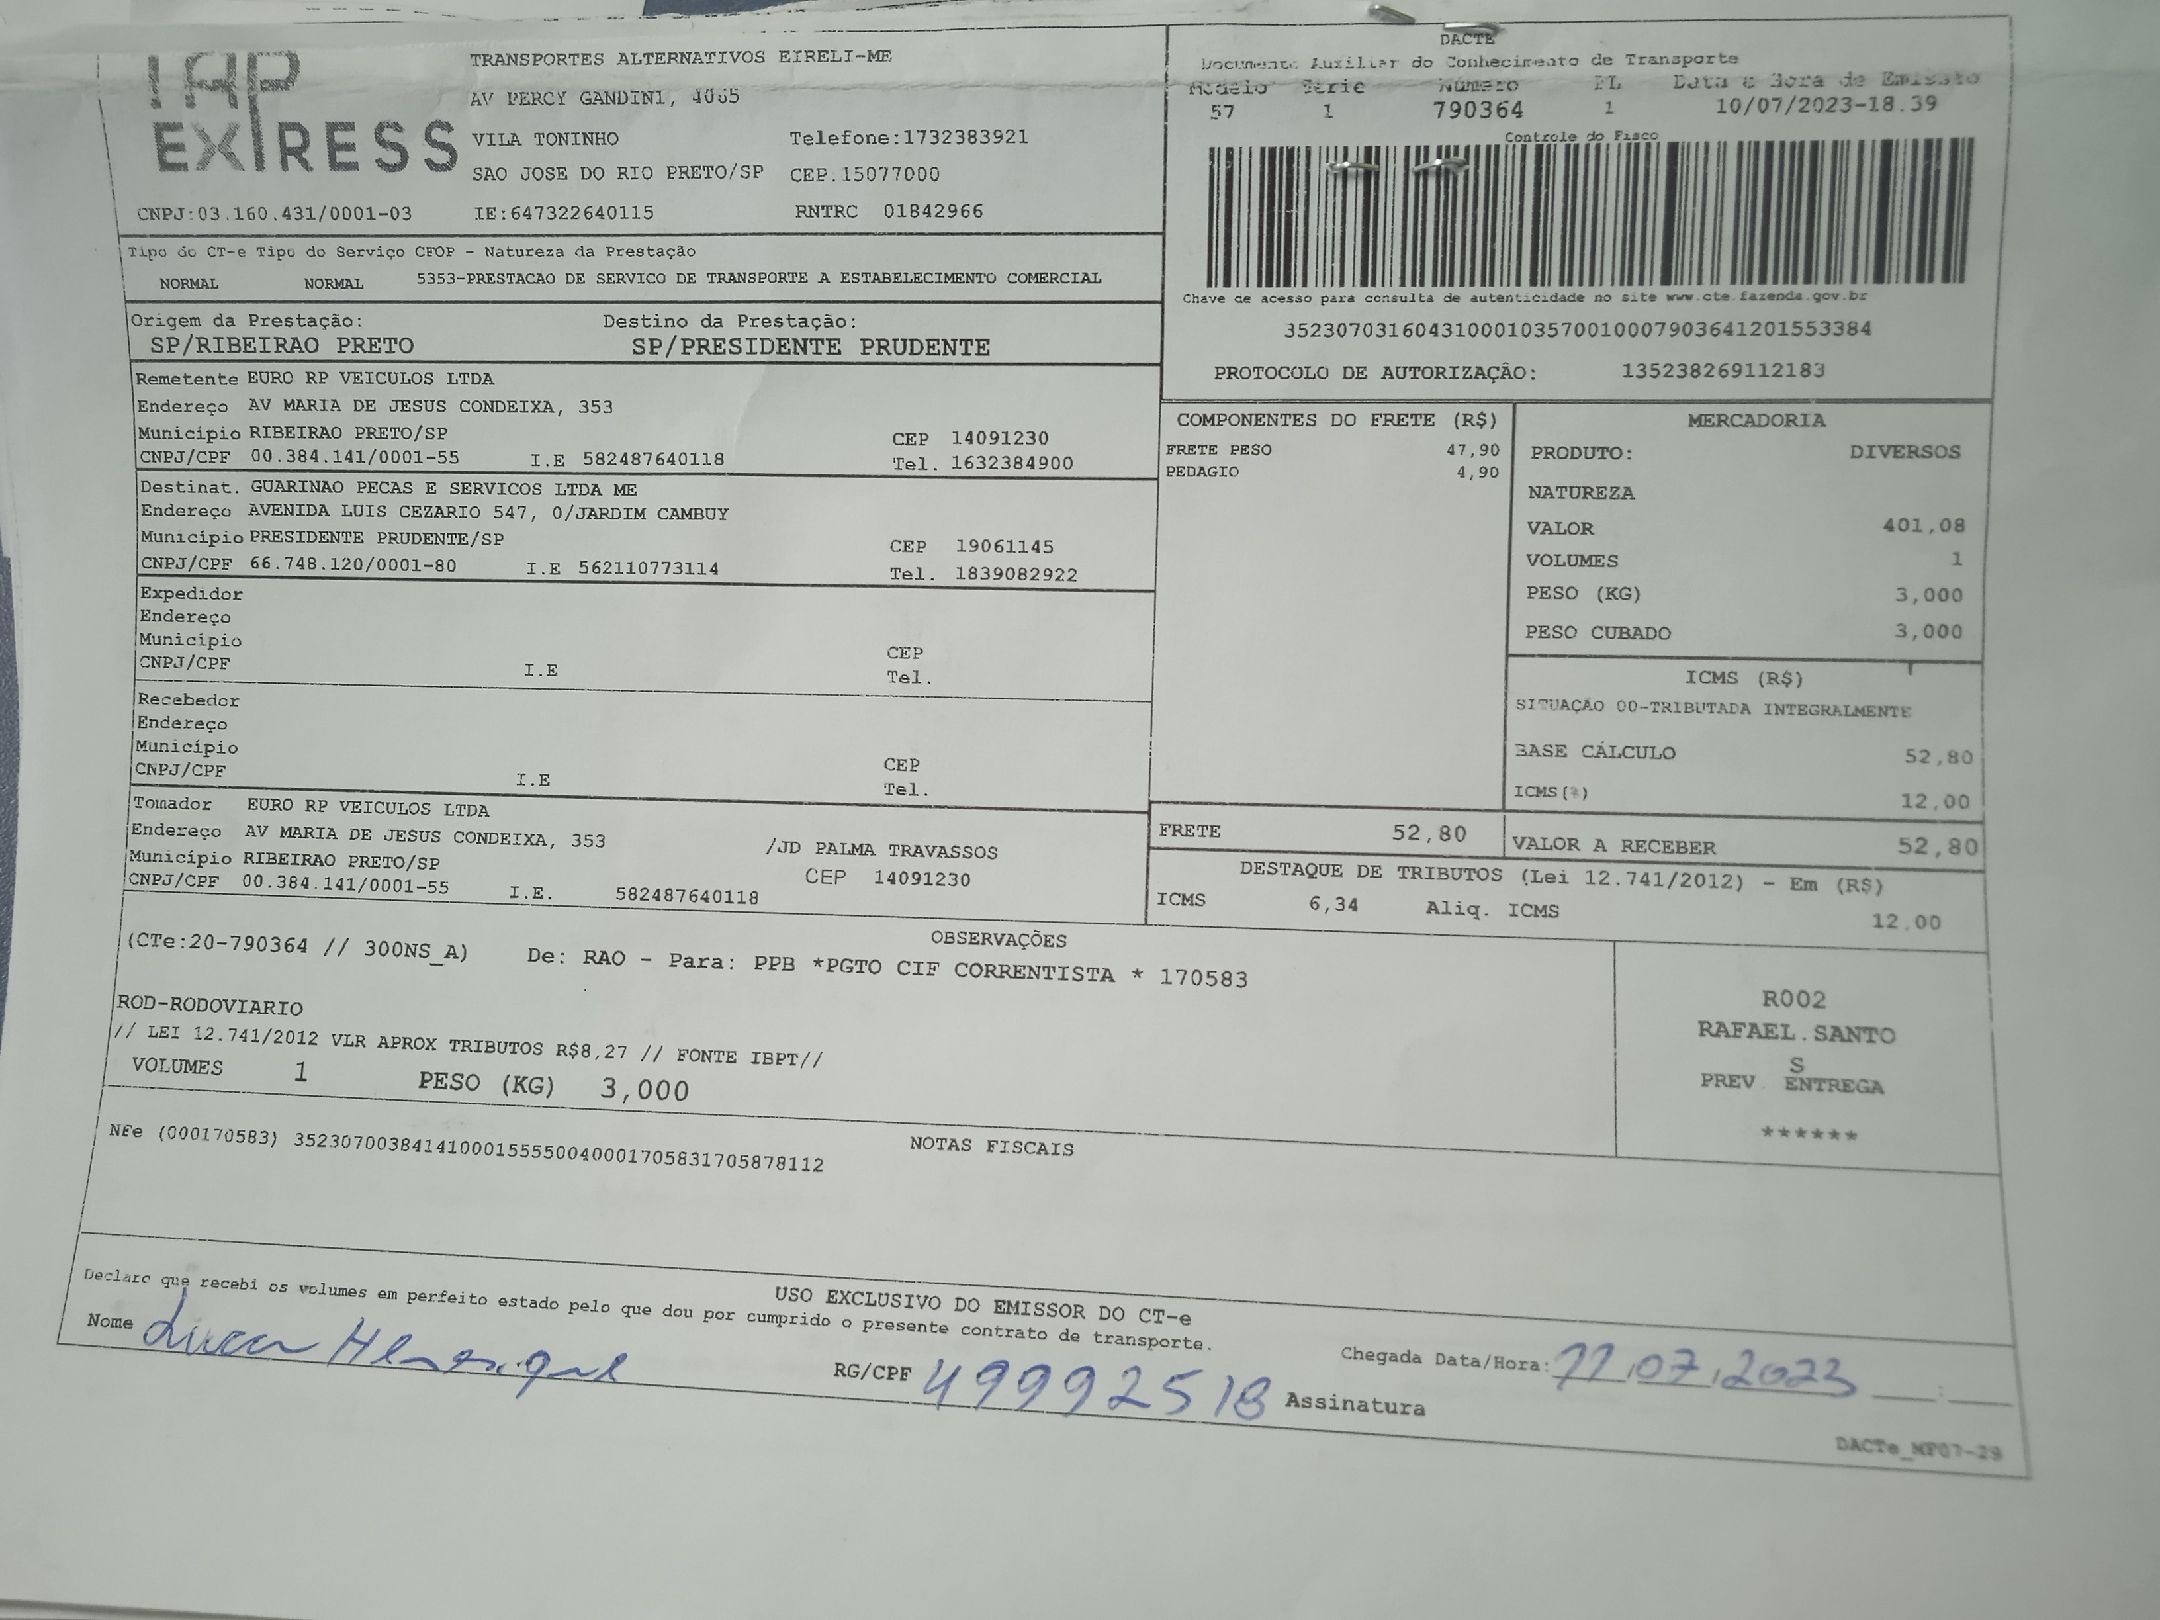 TRANSPORTES ALTERNATIVOS EIRELI-ME
AV PERCY GANDINI, 4065
EXPRESS
VILA TONINHO Telefone:1732383921
SAO JOSE DO RIO PRETO/SP CEP.15077000
CNPJ:03.160.431/0001-03 IE:647322640115 RNTRC 01842966
DACTE
Documento Auxiliar do Conhecimento de Transporte
Modelo Serie Número FL Data e Hora de Emissão
57 1 790364 1 10/07/2023-18.39
Controle do Fisco
Chave de acesso para consulta de autenticidade no site www.cte.fazenda.gov.br
35230703160431000103570010007903641201553384
PROTOCOLO DE AUTORIZAÇÃO: 135238269112183
Tipo do CT-e Tipo do Serviço CFOP - Natureza da Prestação
NORMAL NORMAL 5353-PRESTACAO DE SERVICO DE TRANSPORTE A ESTABELECIMENTO COMERCIAL
Origem da Prestação: Destino da Prestação:
SP/RIBEIRAO PRETO SP/PRESIDENTE PRUDENTE
Remetente EURO RP VEICULOS LTDA
Endereço AV MARIA DE JESUS CONDEIXA, 353
Município RIBEIRAO PRETO/SP CEP 14091230
CNPJ/CPF 00.384.141/0001-55 I.E 582487640118 Tel. 1632384900
Destinat. GUARINAO PECAS E SERVICOS LTDA ME
Endereço AVENIDA LUIS CEZARIO 547, 0/JARDIM CAMBUY
Município PRESIDENTE PRUDENTE/SP CEP 19061145
CNPJ/CPF 66.748.120/0001-80 I.E 562110773114 Tel. 1839082922
Expedidor
Endereço
Município CEP
CNPJ/CPF I.E Tel.
Recebedor
Endereço
Município CEP
CNPJ/CPF I.E Tel.
Tomador EURO RP VEICULOS LTDA
Endereço AV MARIA DE JESUS CONDEIXA, 353 /JD PALMA TRAVASSOS
Município RIBEIRAO PRETO/SP CEP 14091230
CNPJ/CPF 00.384.141/0001-55 I.E. 582487640118
COMPONENTES DO FRETE (R$)
FRETE PESO 47,90
PEDAGIO 4,90
MERCADORIA
PRODUTO: DIVERSOS
NATUREZA
VALOR 401,08
VOLUMES 1
PESO (KG) 3,000
PESO CUBADO 3,000
ICMS (R$)
SITUAÇÃO 00-TRIBUTADA INTEGRALMENTE
BASE CÁLCULO 52,80
ICMS(%) 12,00
FRETE 52,80 VALOR A RECEBER 52,80
DESTAQUE DE TRIBUTOS (Lei 12.741/2012) - Em (R$)
ICMS 6,34 Aliq. ICMS 12,00
OBSERVAÇÕES
(CTe:20-790364 // 300NS_A) De: RAO - Para: PPB *PGTO CIF CORRENTISTA * 170583
ROD-RODOVIARIO
// LEI 12.741/2012 VLR APROX TRIBUTOS R$8,27 // FONTE IBPT//
VOLUMES 1 PESO (KG) 3,000
R002
RAFAEL.SANTO
S
PREV. ENTREGA
******
NOTAS FISCAIS
NFe (000170583) 35230700384141000155550040001705831705878112
USO EXCLUSIVO DO EMISSOR DO CT-e
Declaro que recebi os volumes em perfeito estado pelo que dou por cumprido o presente contrato de transporte.
Nome Henrique RG/CPF 49992518 Assinatura
Chegada Data/Hora: 11/07/2023 ___:___
DACTe_MF07-29